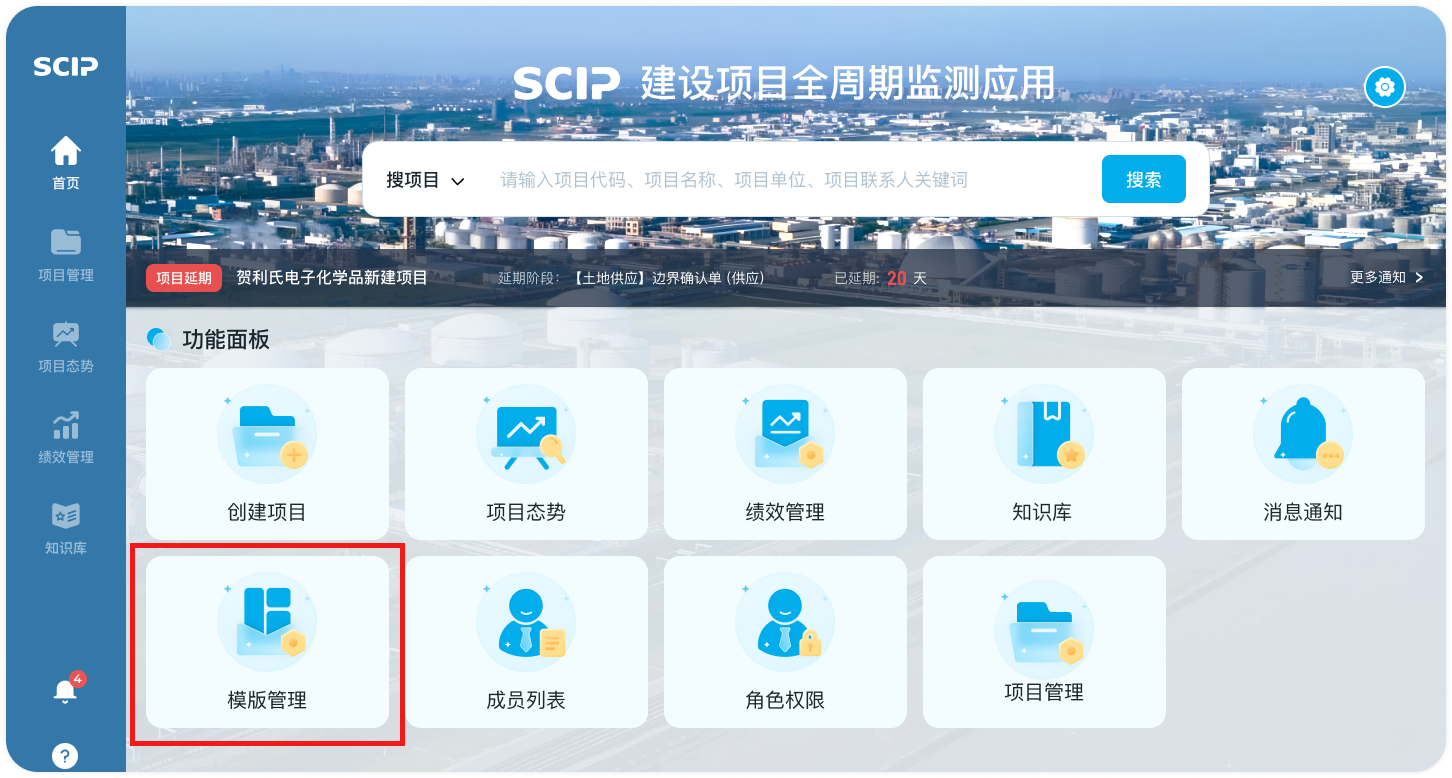 SCIP
首页
项目管理
项目态势
绩效管理
知识库
4
?
SCIP 建设项目全周期监测应用
搜项目 请输入项目代码、项目名称、项目单位、项目联系人关键词 搜索
项目延期 贺利氏电子化学品新建项目 延期阶段：【土地供应】边界确认单 (供应) 已延期: 20 天 更多通知
功能面板
创建项目 项目态势 绩效管理 知识库 消息通知
模版管理 成员列表 角色权限 项目管理